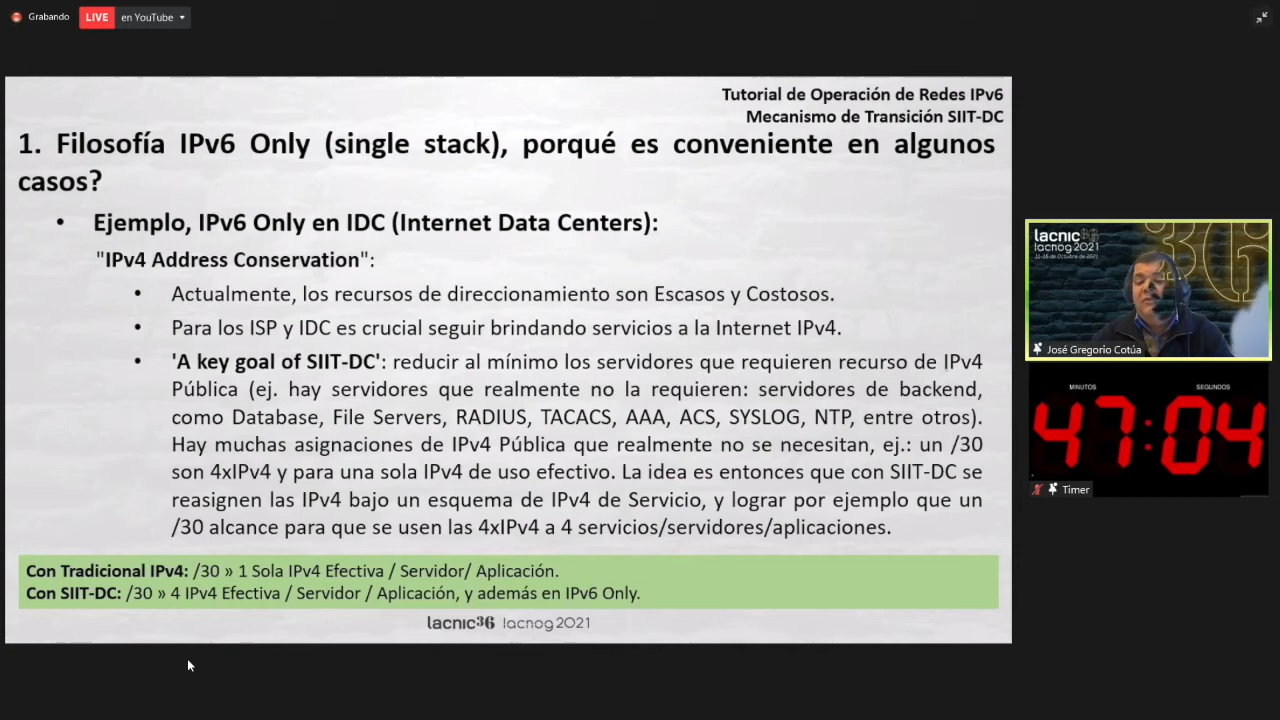 Grabando
LIVE
en YouTube
Tutorial de Operación de Redes IPv6
Mecanismo de Transición SIIT-DC
1. Filosofía IPv6 Only (single stack), porqué es conveniente en algunos
casos?
• Ejemplo, IPv6 Only en IDC (Internet Data Centers):
"IPv4 Address Conservation":
• Actualmente, los recursos de direccionamiento son Escasos y Costosos.
• Para los ISP y IDC es crucial seguir brindando servicios a la Internet IPv4.
• 'A key goal of SIIT-DC': reducir al mínimo los servidores que requieren recurso de IPv4
Pública (ej. hay servidores que realmente no la requieren: servidores de backend,
como Database, File Servers, RADIUS, TACACS, AAA, ACS, SYSLOG, NTP, entre otros).
Hay muchas asignaciones de IPv4 Pública que realmente no se necesitan, ej.: un /30
son 4xIPv4 y para una sola IPv4 de uso efectivo. La idea es entonces que con SIIT-DC se
reasignen las IPv4 bajo un esquema de IPv4 de Servicio, y lograr por ejemplo que un
/30 alcance para que se usen las 4xIPv4 a 4 servicios/servidores/aplicaciones.
Con Tradicional IPv4: /30 » 1 Sola IPv4 Efectiva / Servidor/ Aplicación.
Con SIIT-DC: /30 » 4 IPv4 Efectiva / Servidor / Aplicación, y además en IPv6 Only.
lacnic36 lacnog2021
lacnic36
lacnog2021
11-15 de Octubre de 2021
36
José Gregorio Cotúa
MINUTOS SEGUNDOS
47:04
Timer